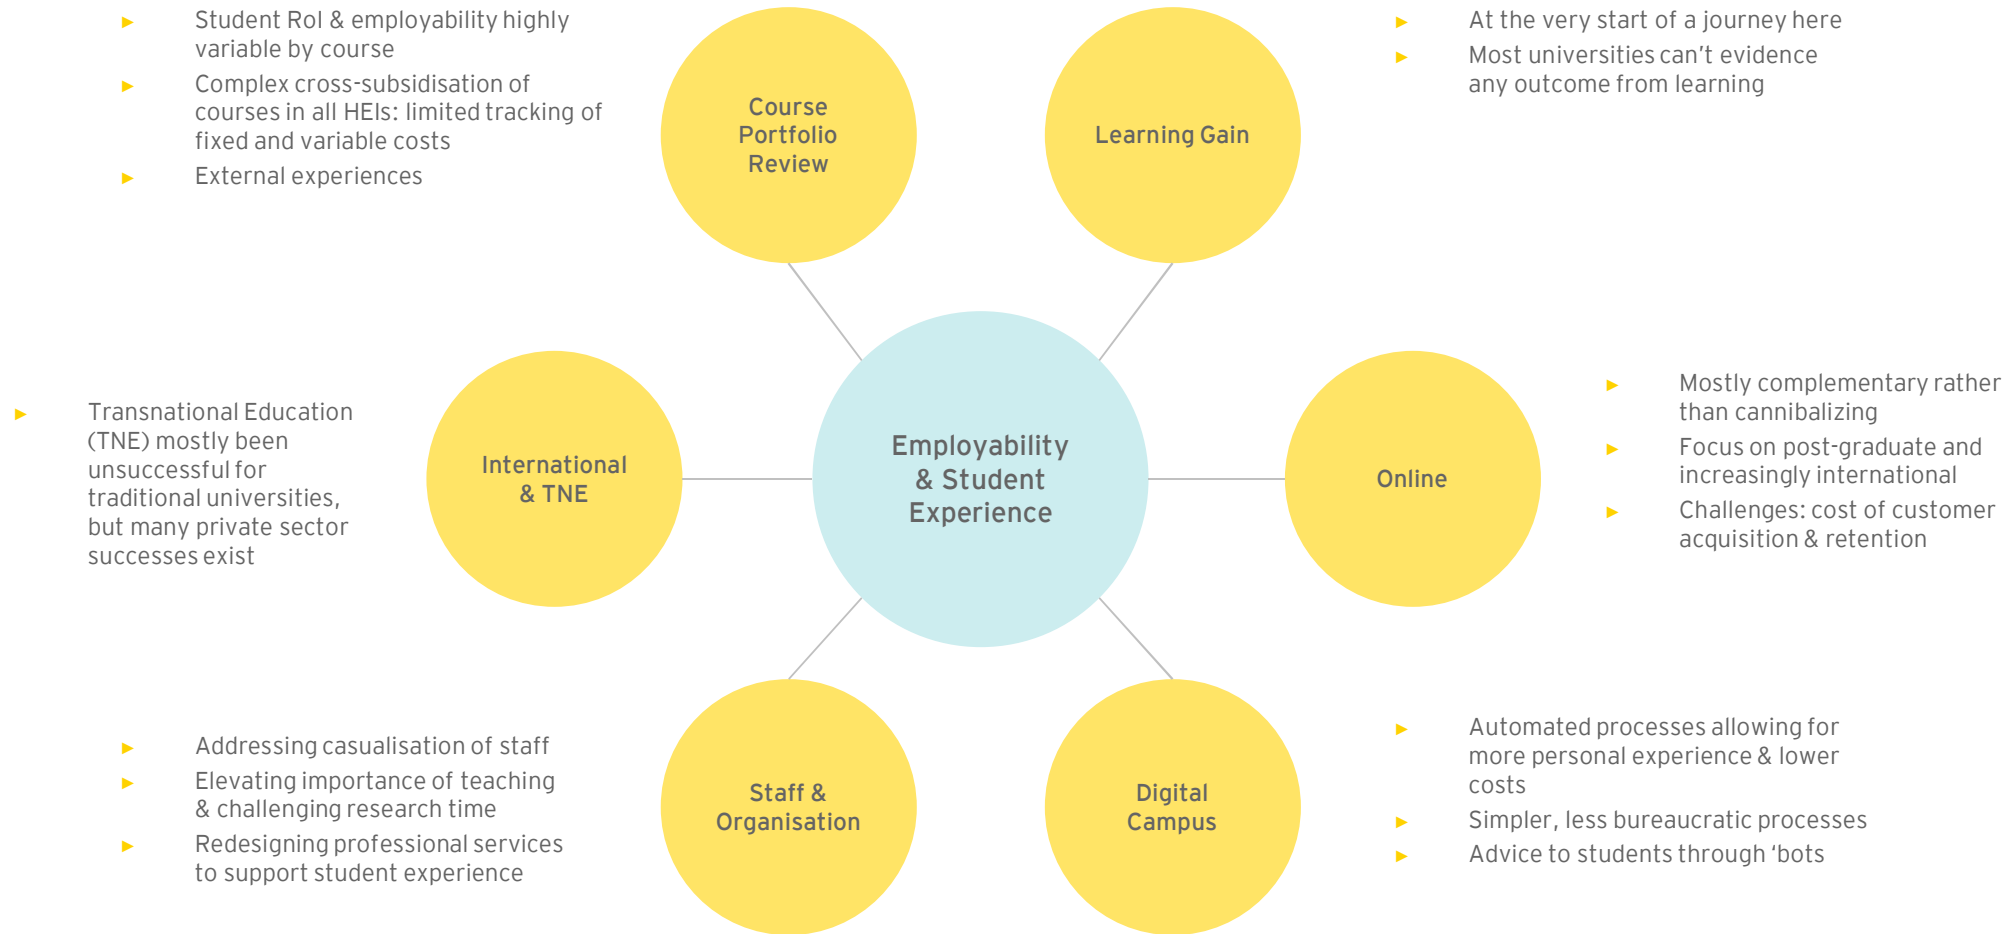 ► Student RoI & employability highly
variable by course
► Complex cross-subsidisation of
courses in all HEIs: limited tracking of
fixed and variable costs
► External experiences
Course
Portfolio
Review
Learning Gain
► At the very start of a journey here
► Most universities can't evidence
any outcome from learning
► Transnational Education
(TNE) mostly been
unsuccessful for
traditional universities,
but many private sector
successes exist
International
& TNE
Employability
& Student
Experience
Online
► Mostly complementary rather
than cannibalizing
► Focus on post-graduate and
increasingly international
► Challenges: cost of customer
acquisition & retention
► Addressing casualisation of staff
► Elevating importance of teaching
& challenging research time
► Redesigning professional services
to support student experience
Staff &
Organisation
Digital
Campus
► Automated processes allowing for
more personal experience & lower
costs
► Simpler, less bureaucratic processes
► Advice to students through ‘bots